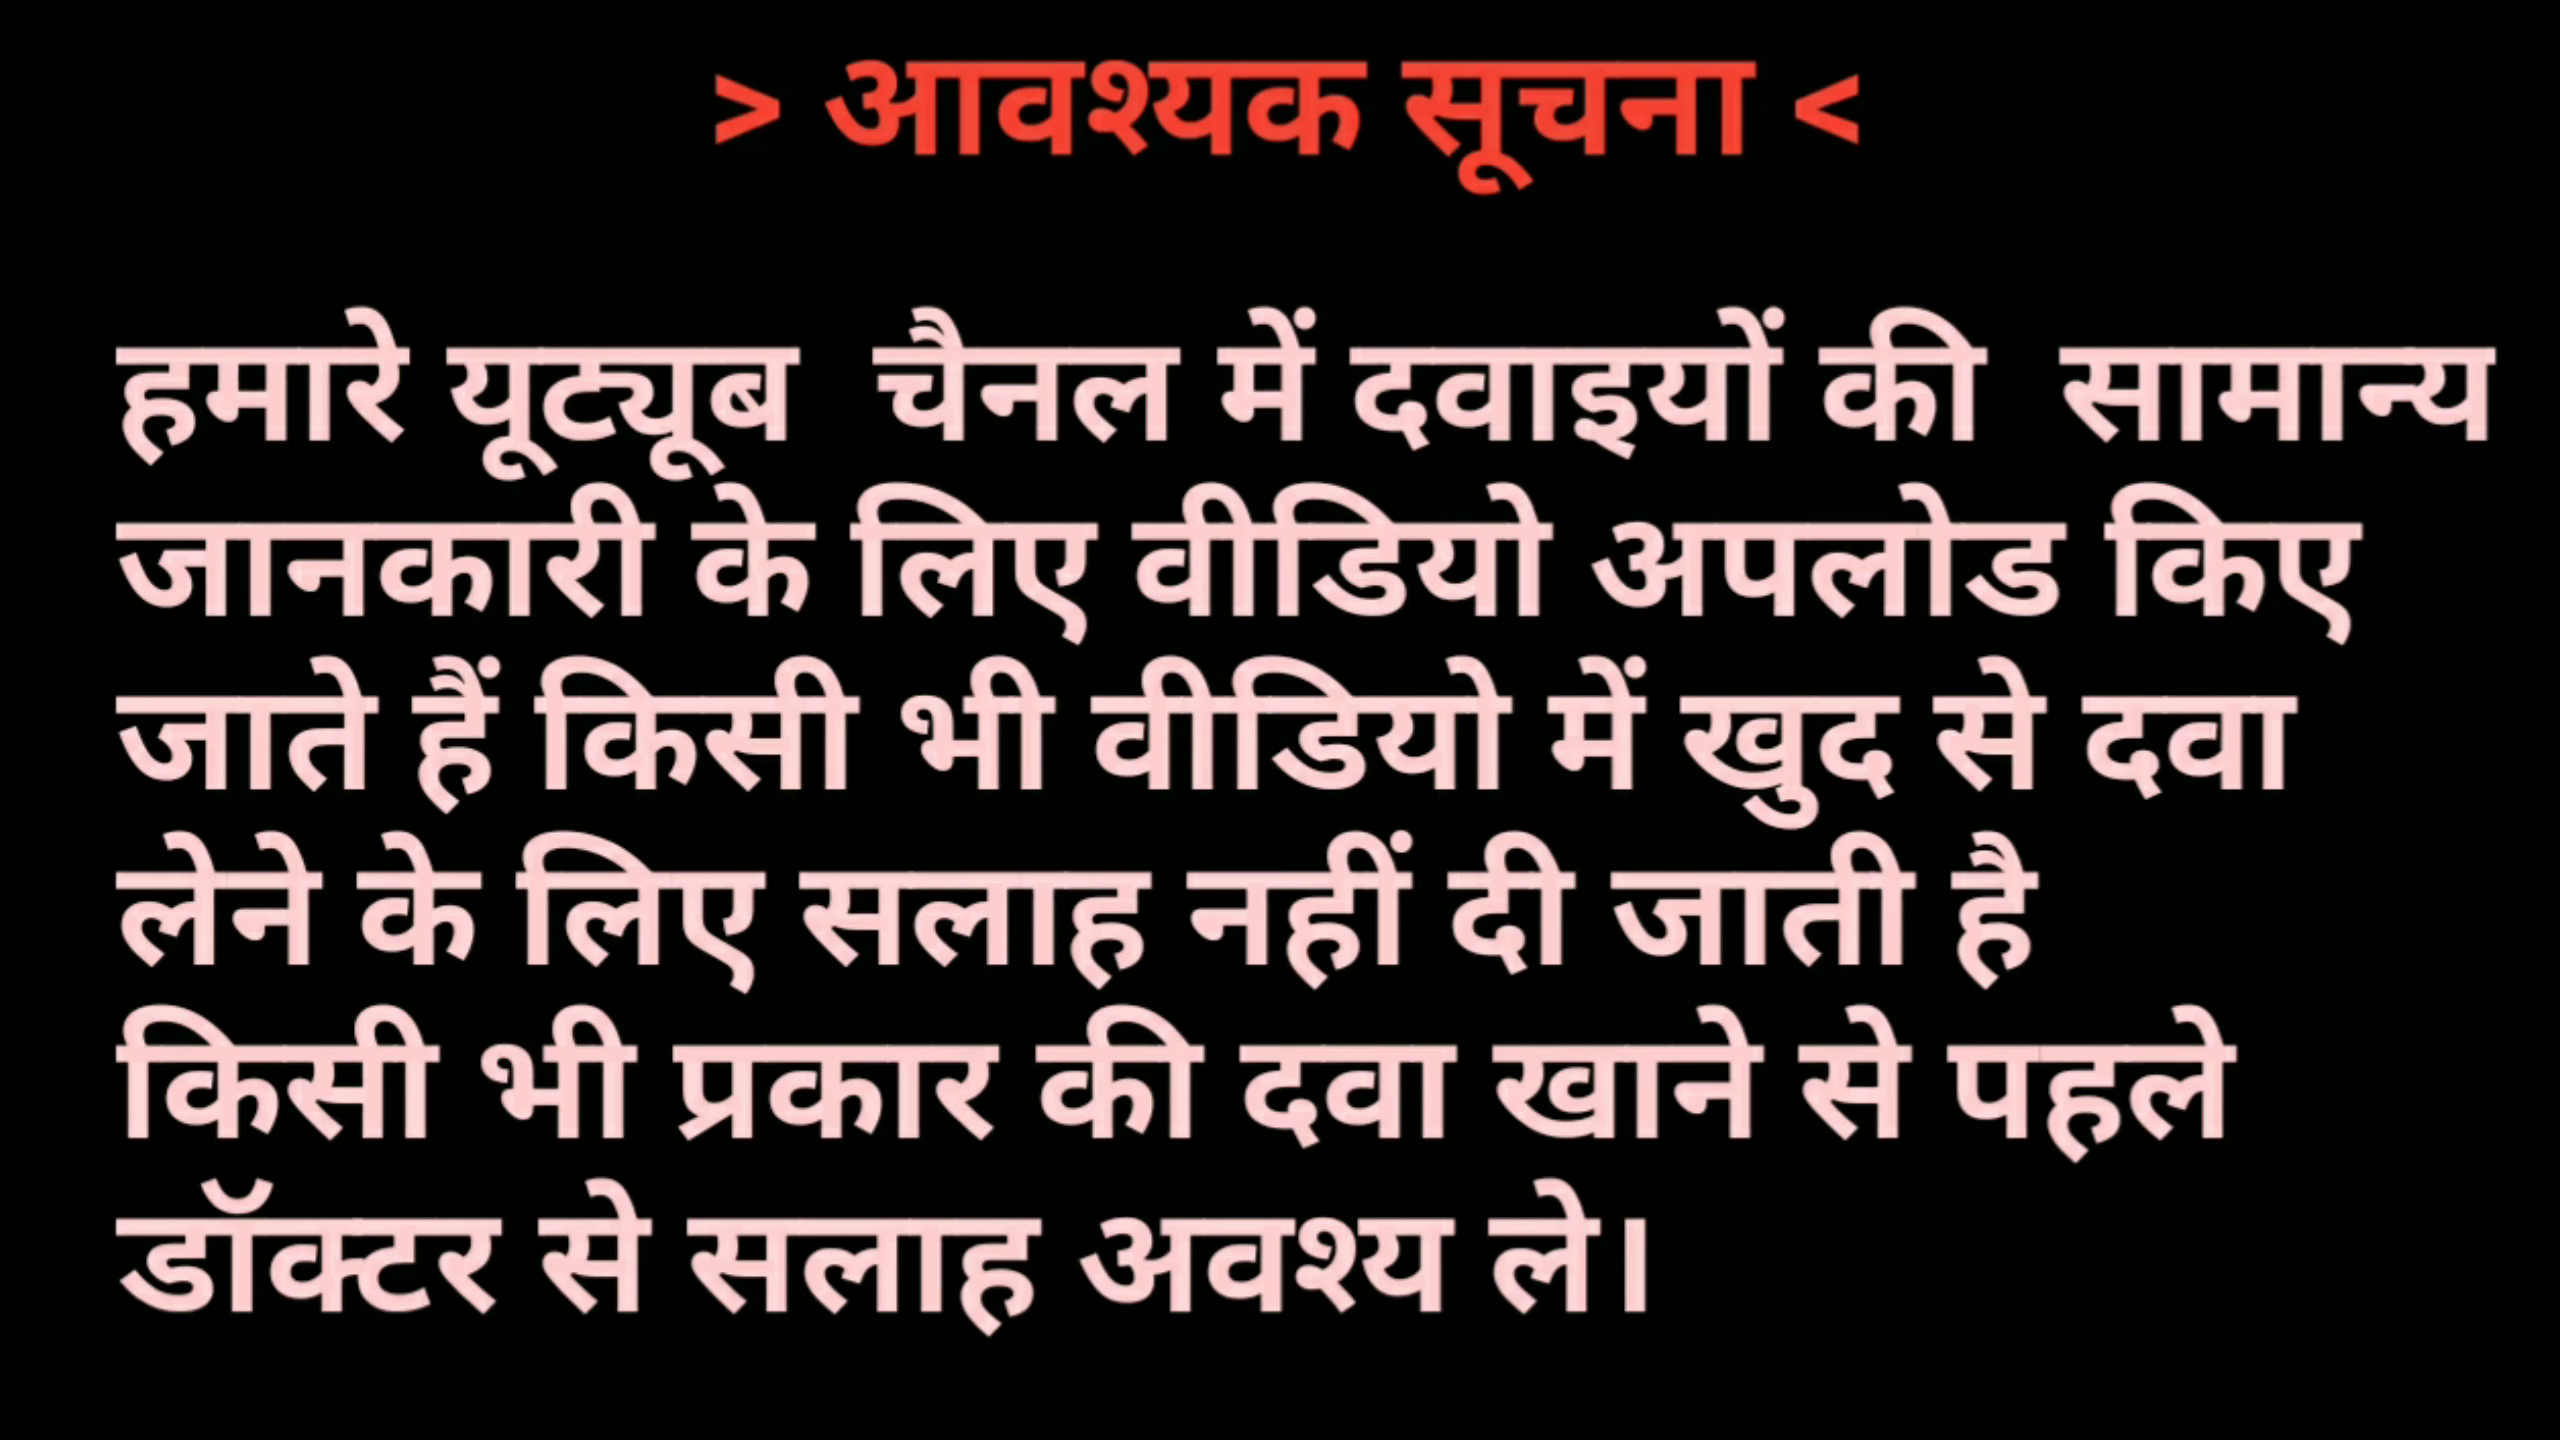 > आवश्यक सूचना <
हमारे यूट्यूब  चैनल में दवाइयों की  सामान्य
जानकारी के लिए वीडियो अपलोड किए
जाते हैं किसी भी वीडियो में खुद से दवा
लेने के लिए सलाह नहीं दी जाती है
किसी भी प्रकार की दवा खाने से पहले
डॉक्टर से सलाह अवश्य ले।